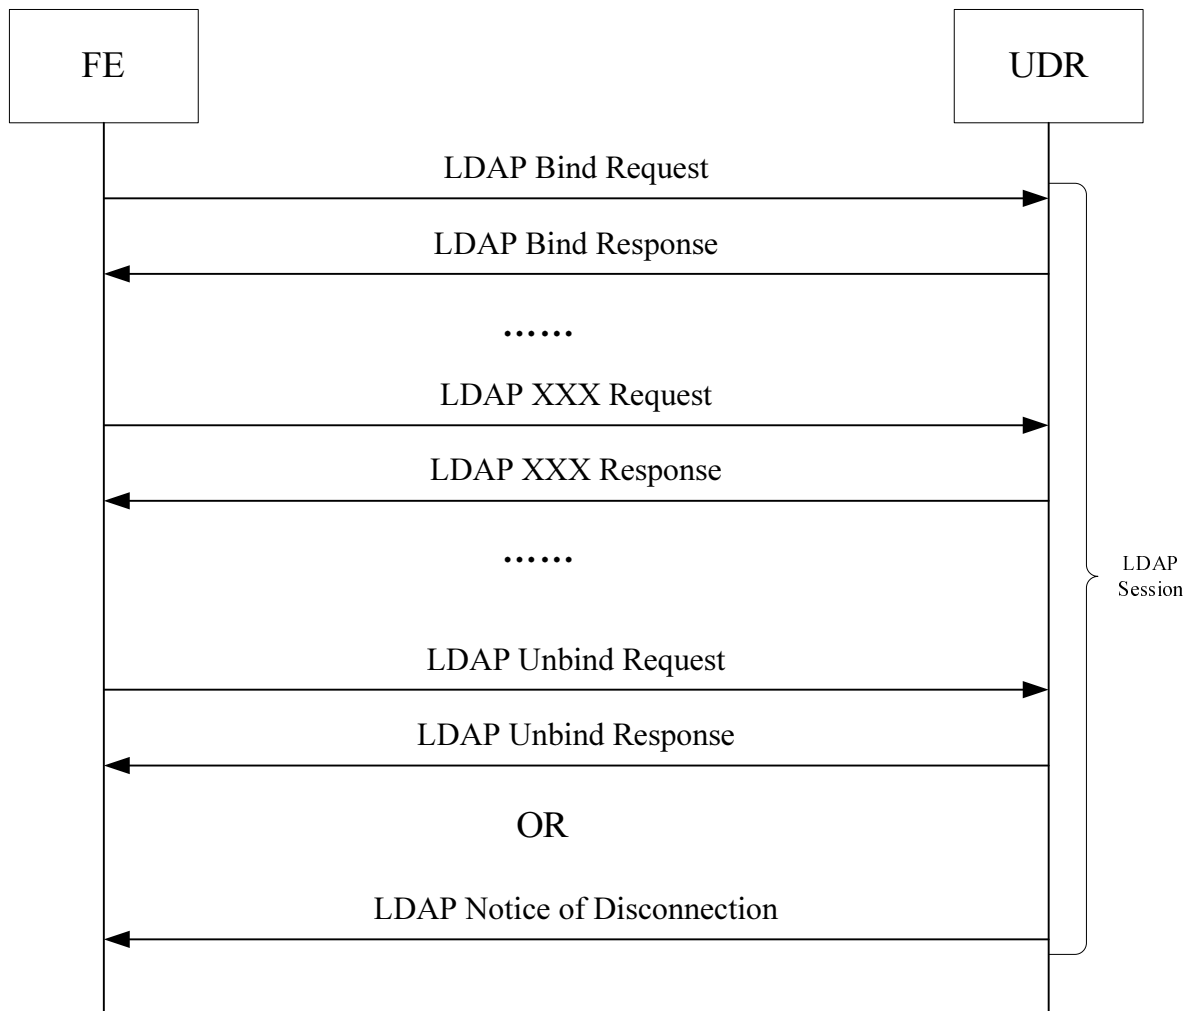 FE
UDR
LDAP Bind Request
LDAP Bind Response
……
LDAP XXX Request
LDAP XXX Response
……
LDAP
Session
LDAP Unbind Request
LDAP Unbind Response
OR
LDAP Notice of Disconnection